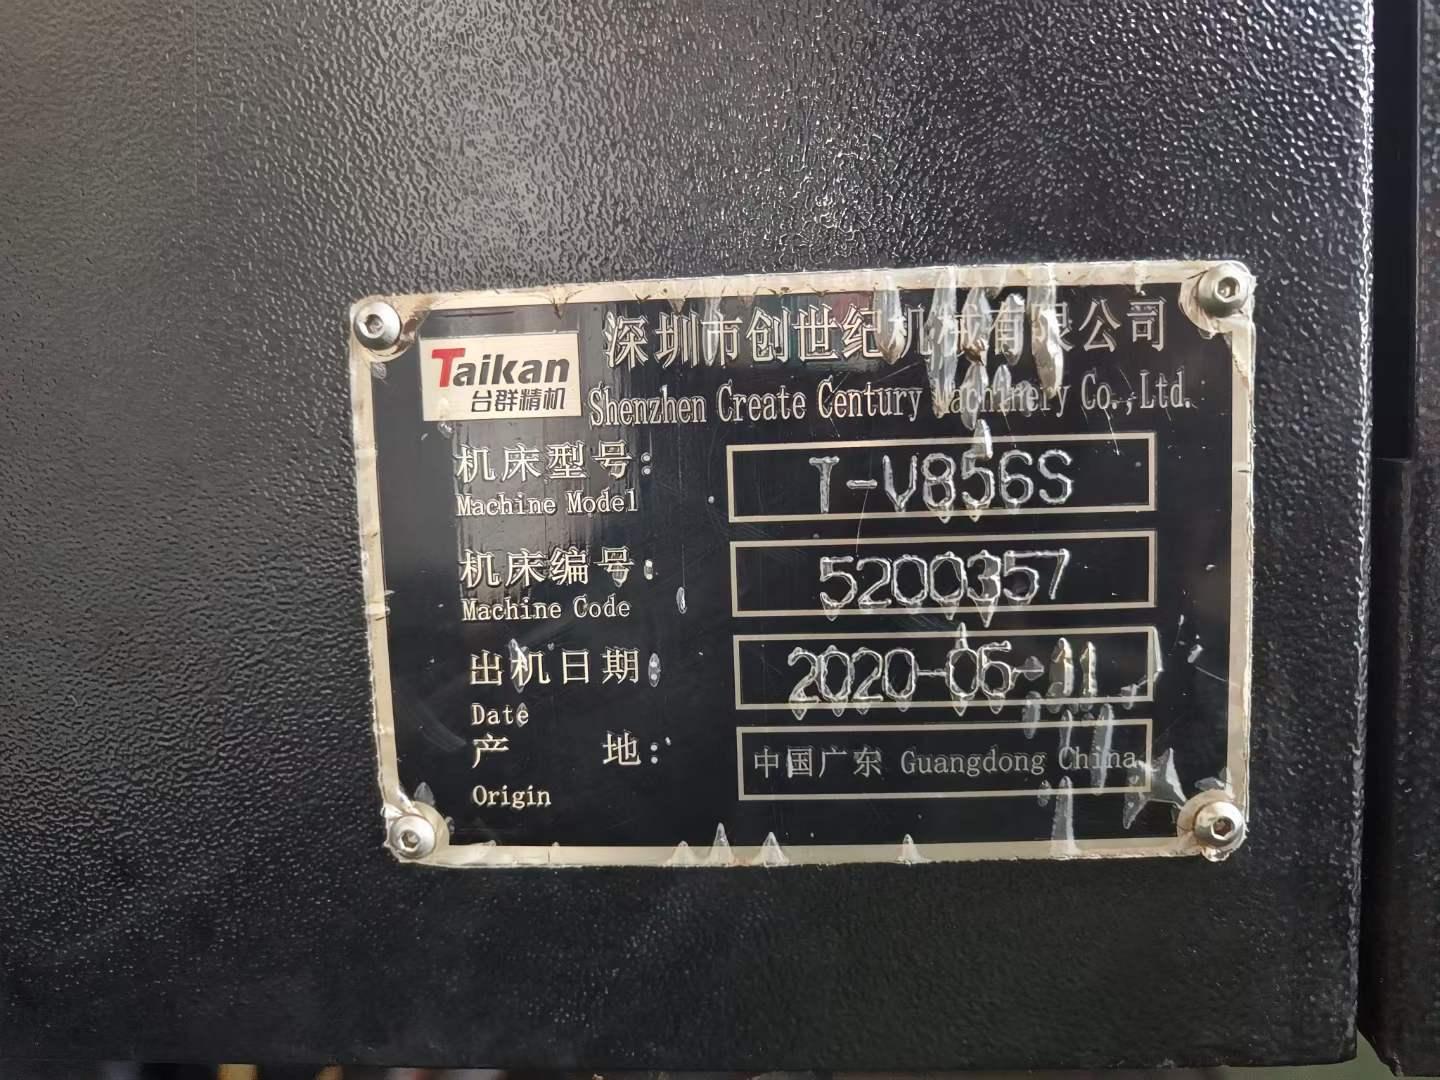 Taikan
台群精机
深圳市创世纪机械有限公司
Shenzhen Create Century Machinery Co.,Ltd.
机床型号: T-V856S
Machine Model
机床编号: 5200357
Machine Code
出机日期: 2020-05-11
Date
产 地: 中国广东 Guangdong China
Origin